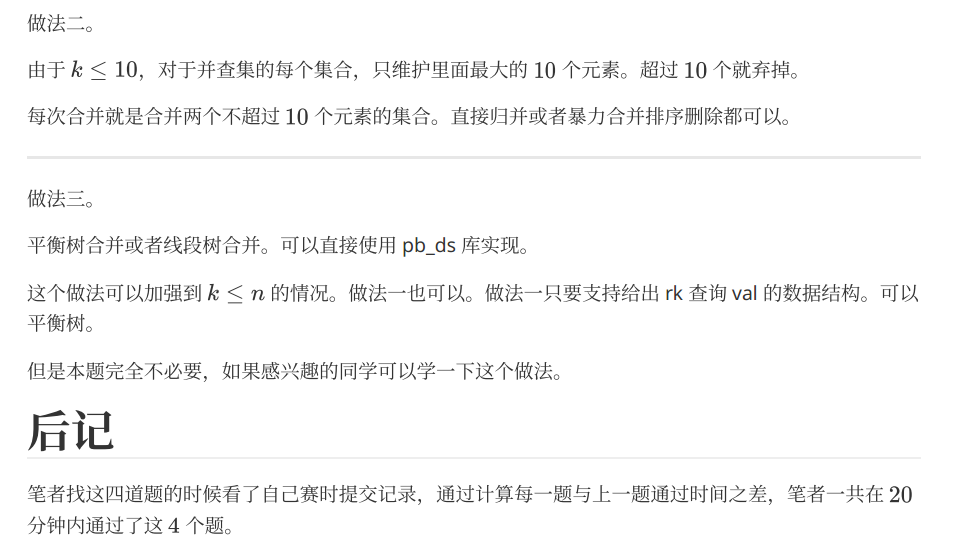 做法二。
由于 k ≤ 10，对于并查集的每个集合，只维护里面最大的 10 个元素。超过 10 个就弃掉。
每次合并就是合并两个不超过 10 个元素的集合。直接归并或者暴力合并排序删除都可以。
做法三。
平衡树合并或者线段树合并。可以直接使用 pb_ds 库实现。
这个做法可以加强到 k ≤ n 的情况。做法一也可以。做法一只要支持给出 rk 查询 val 的数据结构。可以
平衡树。
但是本题完全不必要，如果感兴趣的同学可以学一下这个做法。
后记
笔者找这四道题的时候看了自己赛时提交记录，通过计算每一题与上一题通过时间之差，笔者一共在 20
分钟内通过了这 4 个题。